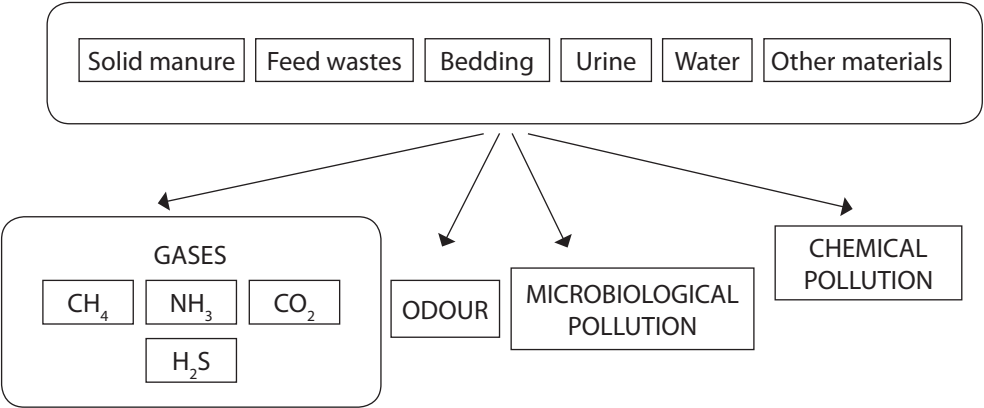 Solid manure
Feed wastes
Bedding
Urine
Water
Other materials
GASES
CH₄
NH₃
CO₂
H₂S
ODOUR
MICROBIOLOGICAL
POLLUTION
CHEMICAL
POLLUTION